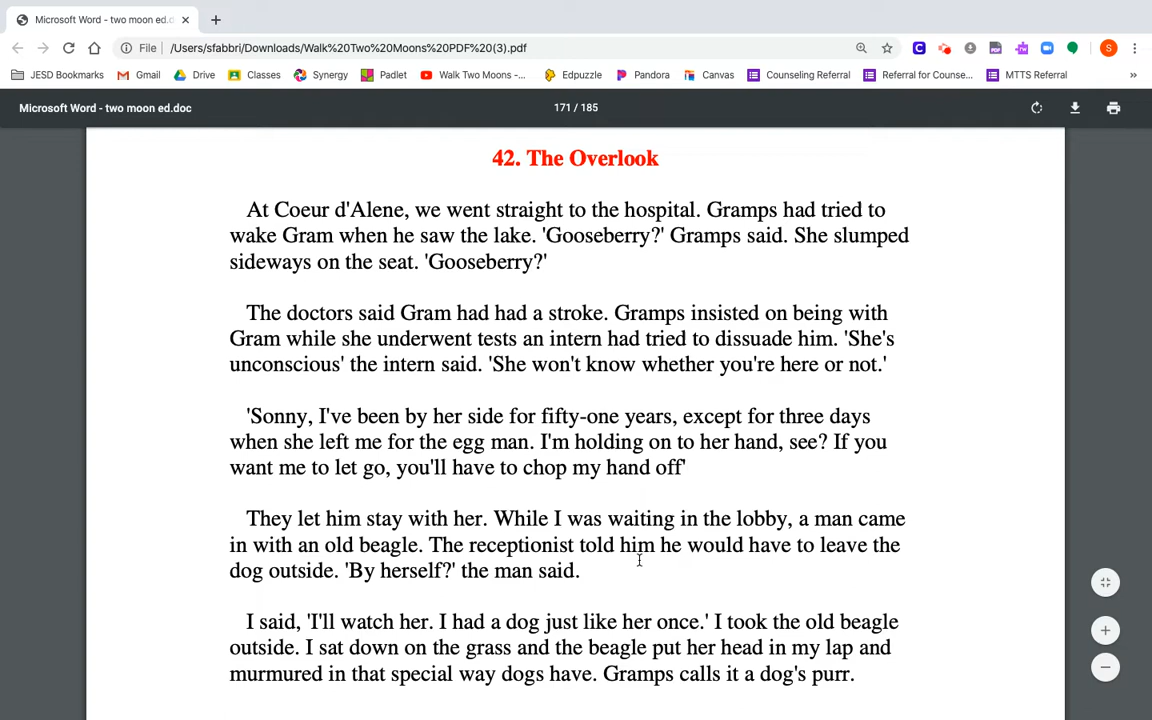 Microsoft Word - two moon ed.d
File /Users/sfabbri/Downloads/Walk%20Two%20Moons%20PDF%20(3).pdf
JESD Bookmarks Gmail Drive Classes Synergy Padlet Walk Two Moons -... Edpuzzle Pandora Canvas Counseling Referral Referral for Counse... MTTS Referral »
Microsoft Word - two moon ed.doc 171 / 185
42. The Overlook
At Coeur d'Alene, we went straight to the hospital. Gramps had tried to
wake Gram when he saw the lake. 'Gooseberry?' Gramps said. She slumped
sideways on the seat. 'Gooseberry?'
The doctors said Gram had had a stroke. Gramps insisted on being with
Gram while she underwent tests an intern had tried to dissuade him. 'She's
unconscious' the intern said. 'She won't know whether you're here or not.'
'Sonny, I've been by her side for fifty-one years, except for three days
when she left me for the egg man. I'm holding on to her hand, see? If you
want me to let go, you'll have to chop my hand off'
They let him stay with her. While I was waiting in the lobby, a man came
in with an old beagle. The receptionist told him he would have to leave the
dog outside. 'By herself?' the man said.
I said, 'I'll watch her. I had a dog just like her once.' I took the old beagle
outside. I sat down on the grass and the beagle put her head in my lap and
murmured in that special way dogs have. Gramps calls it a dog's purr.